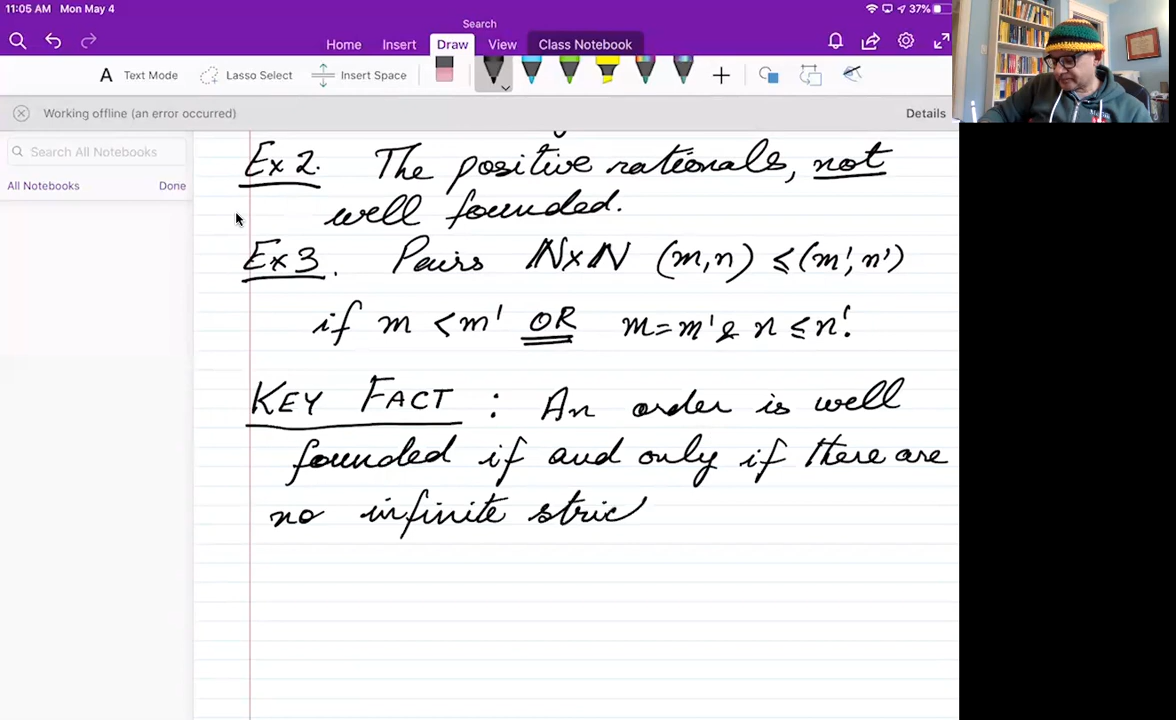 11:05 AM Mon May 4
37%
Search
Home Insert Draw View Class Notebook
A Text Mode Lasso Select Insert Space
Working offline (an error occurred) Details
Search All Notebooks
All Notebooks Done
Ex 2. The positive rationals, not
well founded.
Ex 3. Pairs ℕ×ℕ (m,n) ≤ (m', n')
if m < m' OR m = m' & n ≤ n'.
KEY FACT : An order is well
founded if and only if there are
no infinite stric